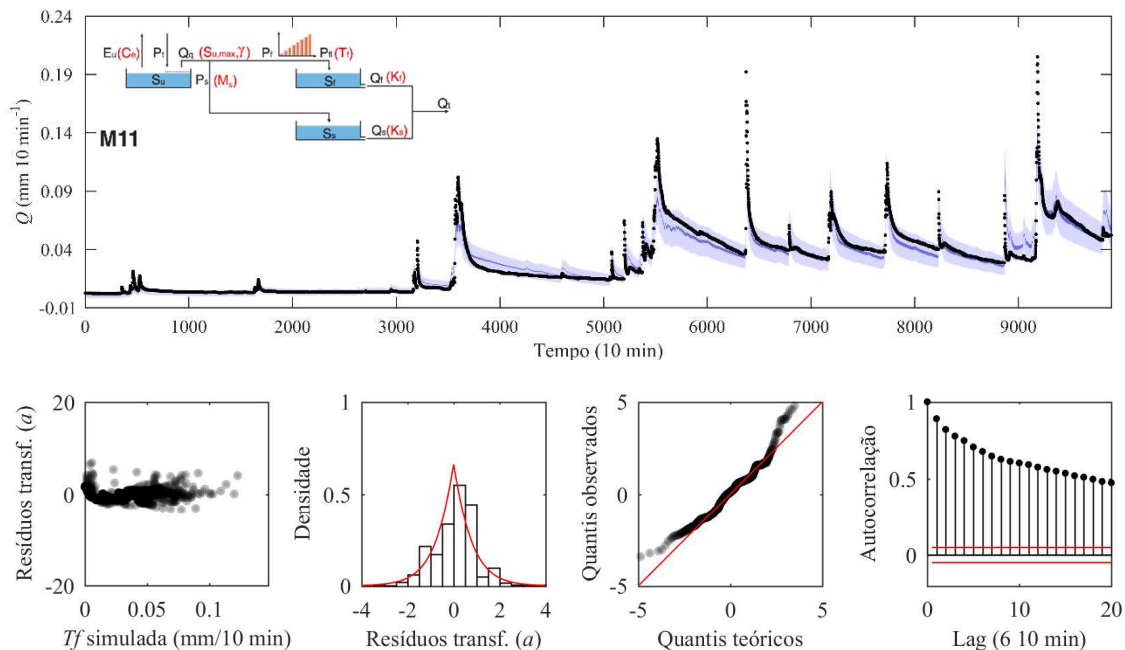 0.24
0.19
0.14
0.09
0.04
-0.01
Q (mm 10 min⁻¹)
Eu(Ce) Pt Qq (Su,max,γ) Pf Pfl (Tf)
Su Ps (Ms) Sf Qf (Kf)
Qt
Ss Qs(Ks)
M11
0 1000 2000 3000 4000 5000 6000 7000 8000 9000
Tempo (10 min)
Resíduos transf. (a)
20
0
-20
0 0.05 0.1
Tf simulada (mm/10 min)
Densidade
1
0.5
0
-4 -2 0 2 4
Resíduos transf. (a)
Quantis observados
5
0
-5
-5 0 5
Quantis teóricos
Autocorrelação
1
0.5
0
0 10 20
Lag (6 10 min)